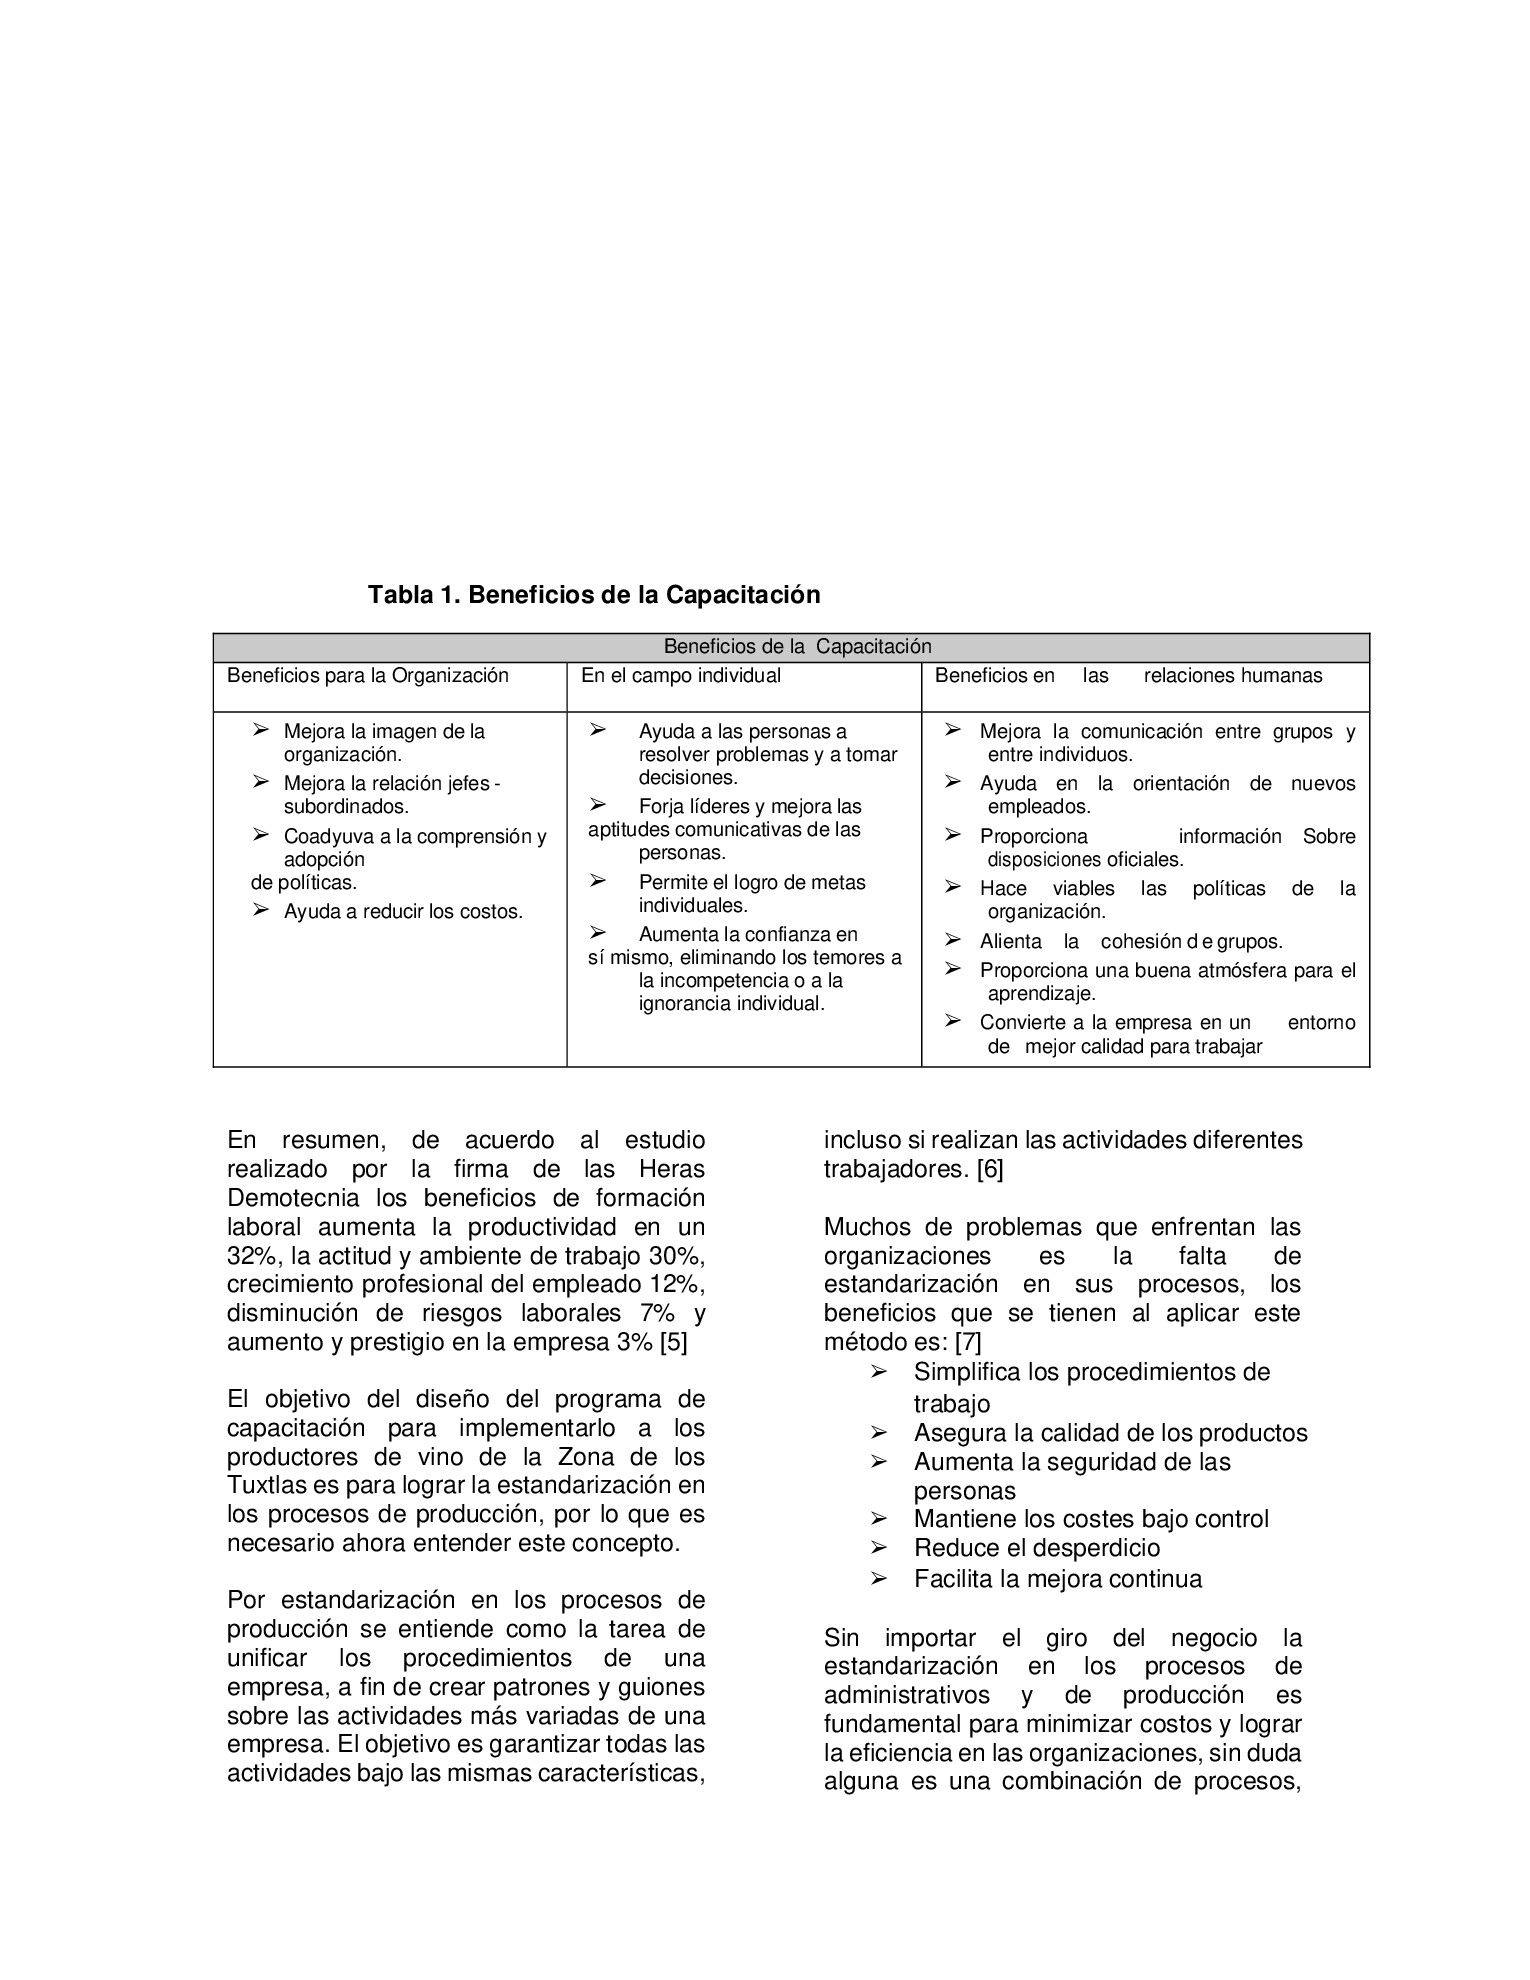 Tabla 1. Beneficios de la Capacitación
Beneficios de la Capacitación
Beneficios para la Organización
En el campo individual
Beneficios en las relaciones humanas
➢ Mejora la imagen de la
organización.
➢ Mejora la relación jefes -
subordinados.
➢ Coadyuva a la comprensión y
adopción
de políticas.
➢ Ayuda a reducir los costos.
➢ Ayuda a las personas a
resolver problemas y a tomar
decisiones.
➢ Forja líderes y mejora las
aptitudes comunicativas de las
personas.
➢ Permite el logro de metas
individuales.
➢ Aumenta la confianza en
sí mismo, eliminando los temores a
la incompetencia o a la
ignorancia individual.
➢ Mejora la comunicación entre grupos y
entre individuos.
➢ Ayuda en la orientación de nuevos
empleados.
➢ Proporciona información Sobre
disposiciones oficiales.
➢ Hace viables las políticas de la
organización.
➢ Alienta la cohesión d e grupos.
➢ Proporciona una buena atmósfera para el
aprendizaje.
➢ Convierte a la empresa en un entorno
de mejor calidad para trabajar
En resumen, de acuerdo al estudio
realizado por la firma de las Heras
Demotecnia los beneficios de formación
laboral aumenta la productividad en un
32%, la actitud y ambiente de trabajo 30%,
crecimiento profesional del empleado 12%,
disminución de riesgos laborales 7% y
aumento y prestigio en la empresa 3% [5]
El objetivo del diseño del programa de
capacitación para implementarlo a los
productores de vino de la Zona de los
Tuxtlas es para lograr la estandarización en
los procesos de producción, por lo que es
necesario ahora entender este concepto.
Por estandarización en los procesos de
producción se entiende como la tarea de
unificar los procedimientos de una
empresa, a fin de crear patrones y guiones
sobre las actividades más variadas de una
empresa. El objetivo es garantizar todas las
actividades bajo las mismas características,
incluso si realizan las actividades diferentes
trabajadores. [6]
Muchos de problemas que enfrentan las
organizaciones es la falta de
estandarización en sus procesos, los
beneficios que se tienen al aplicar este
método es: [7]
➢ Simplifica los procedimientos de
trabajo
➢ Asegura la calidad de los productos
➢ Aumenta la seguridad de las
personas
➢ Mantiene los costes bajo control
➢ Reduce el desperdicio
➢ Facilita la mejora continua
Sin importar el giro del negocio la
estandarización en los procesos de
administrativos y de producción es
fundamental para minimizar costos y lograr
la eficiencia en las organizaciones, sin duda
alguna es una combinación de procesos,